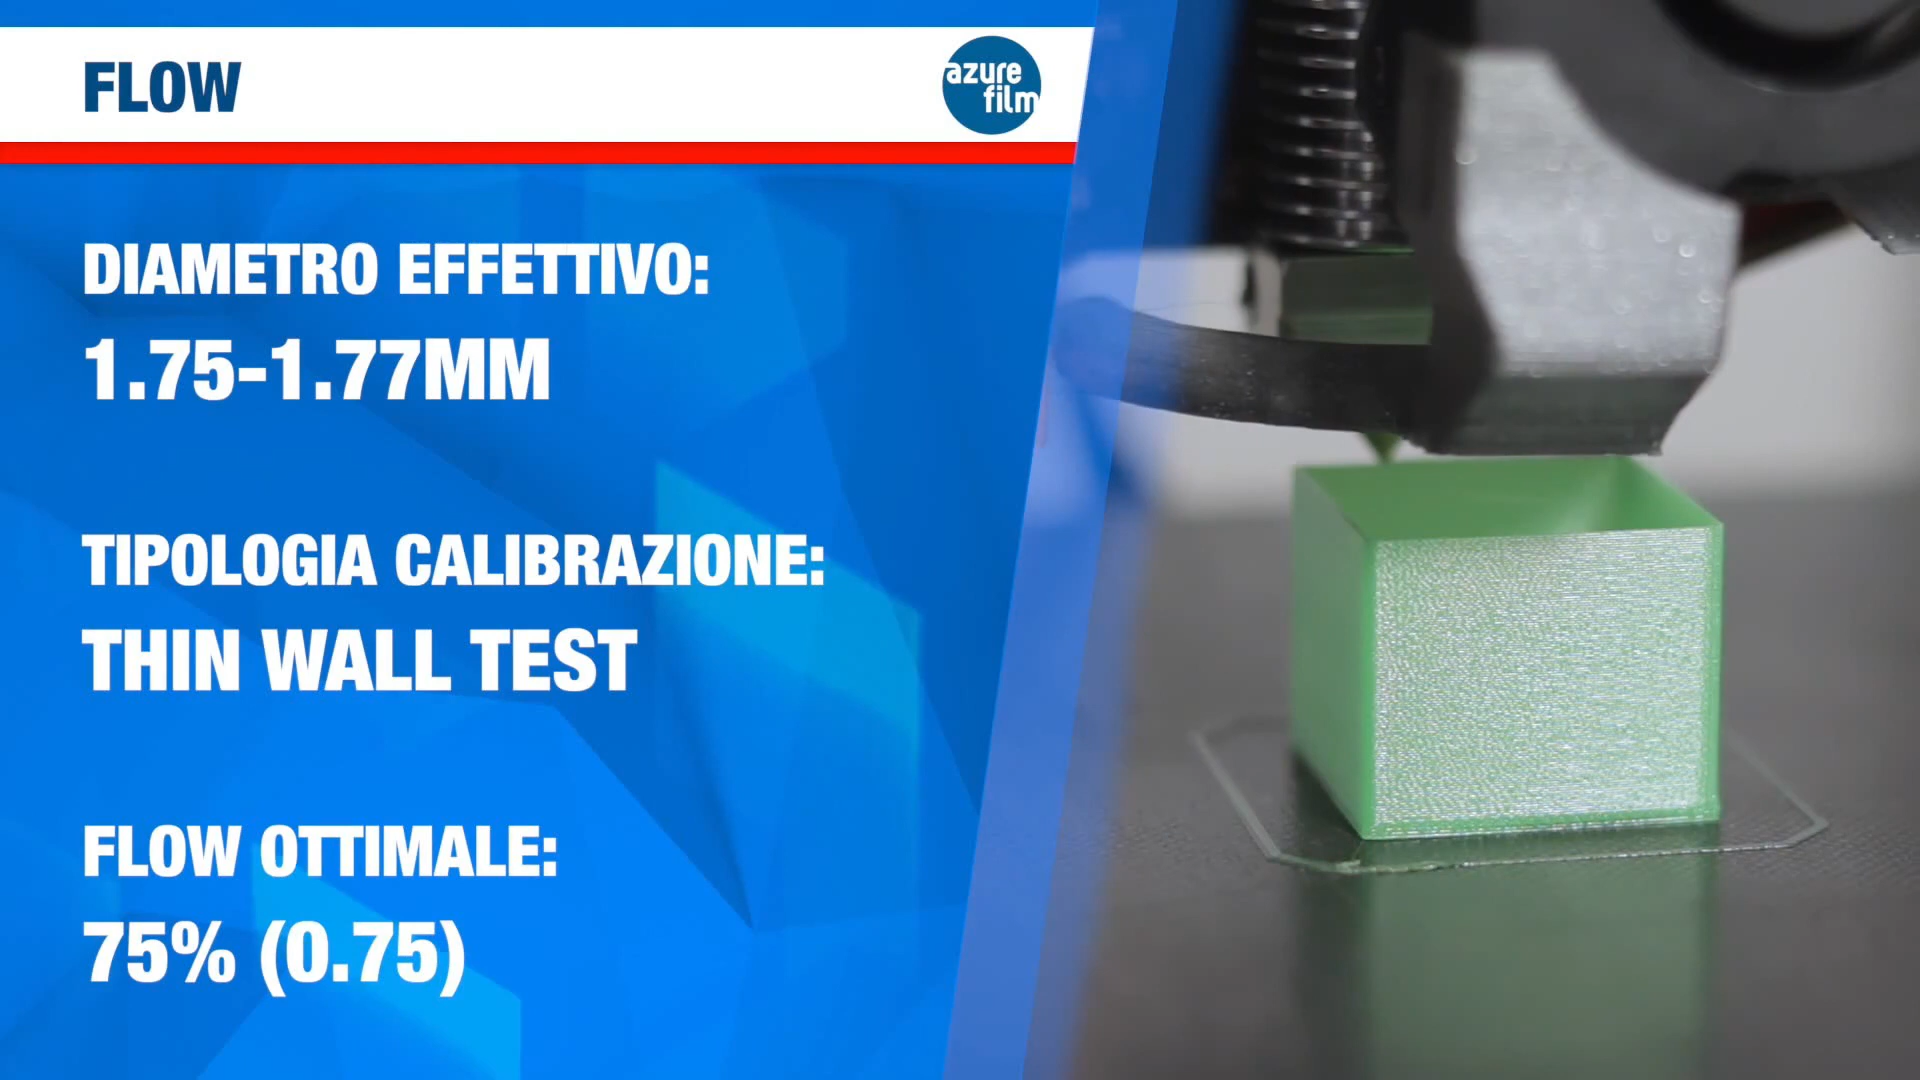 FLOW
azure
film
DIAMETRO EFFETTIVO:
1.75-1.77MM
TIPOLOGIA CALIBRAZIONE:
THIN WALL TEST
FLOW OTTIMALE:
75% (0.75)